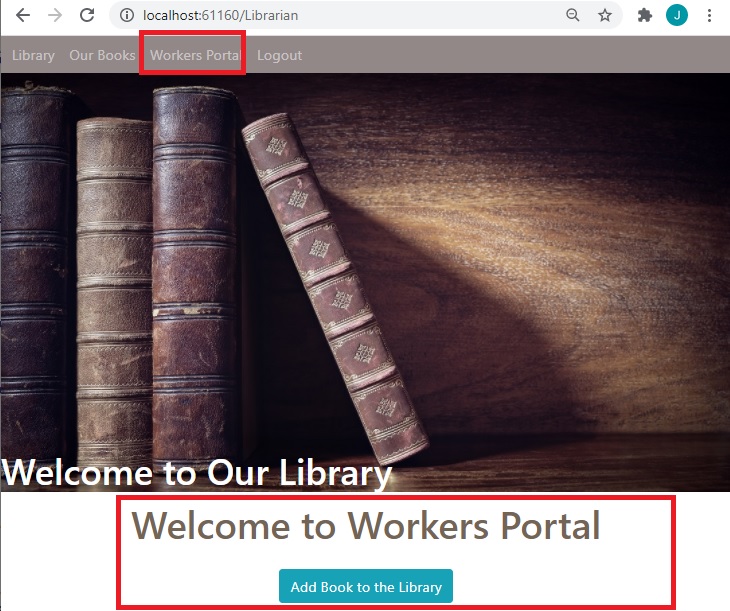 localhost:61160/Librarian
J
Library Our Books Workers Portal Logout
Welcome to Our Library
Welcome to Workers Portal
Add Book to the Library